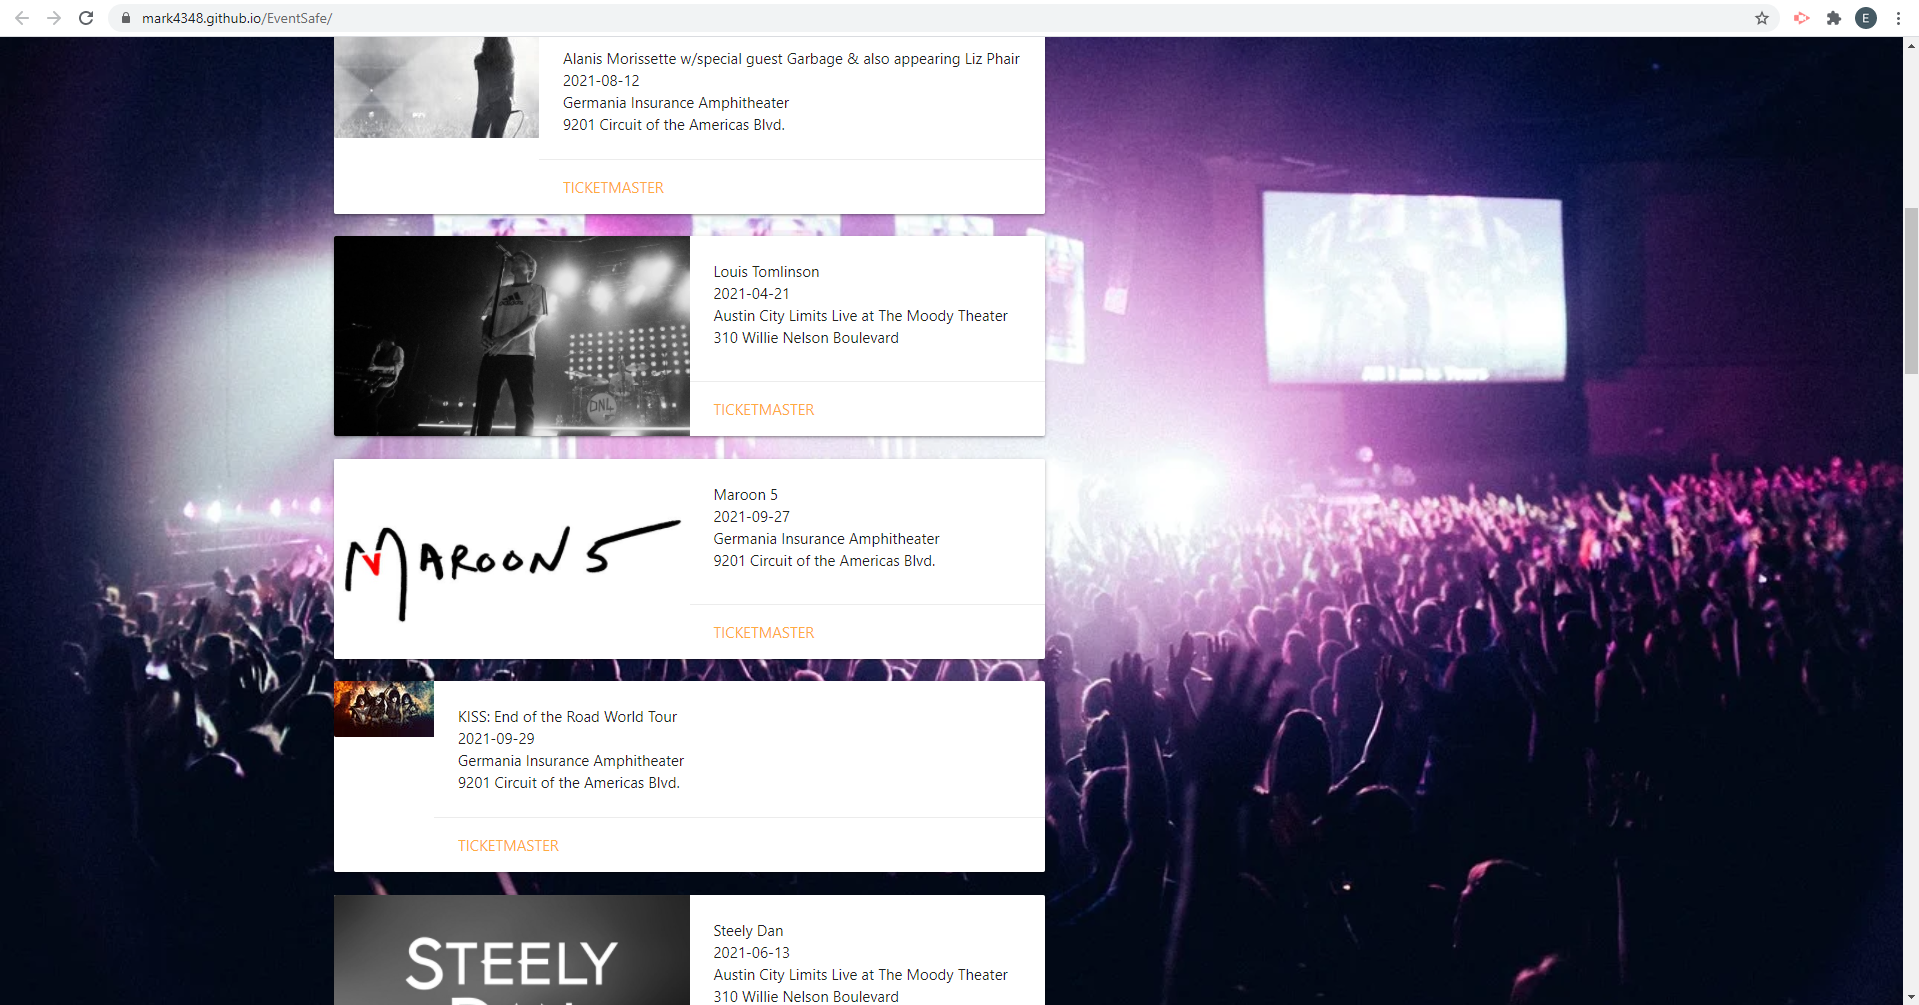 mark4348.github.io/EventSafe/
E
Alanis Morissette w/special guest Garbage & also appearing Liz Phair
2021-08-12
Germania Insurance Amphitheater
9201 Circuit of the Americas Blvd.
TICKETMASTER
Louis Tomlinson
2021-04-21
Austin City Limits Live at The Moody Theater
310 Willie Nelson Boulevard
DNL
TICKETMASTER
MAROON 5
Maroon 5
2021-09-27
Germania Insurance Amphitheater
9201 Circuit of the Americas Blvd.
TICKETMASTER
KISS: End of the Road World Tour
2021-09-29
Germania Insurance Amphitheater
9201 Circuit of the Americas Blvd.
TICKETMASTER
STEELY
DAN
Steely Dan
2021-06-13
Austin City Limits Live at The Moody Theater
310 Willie Nelson Boulevard